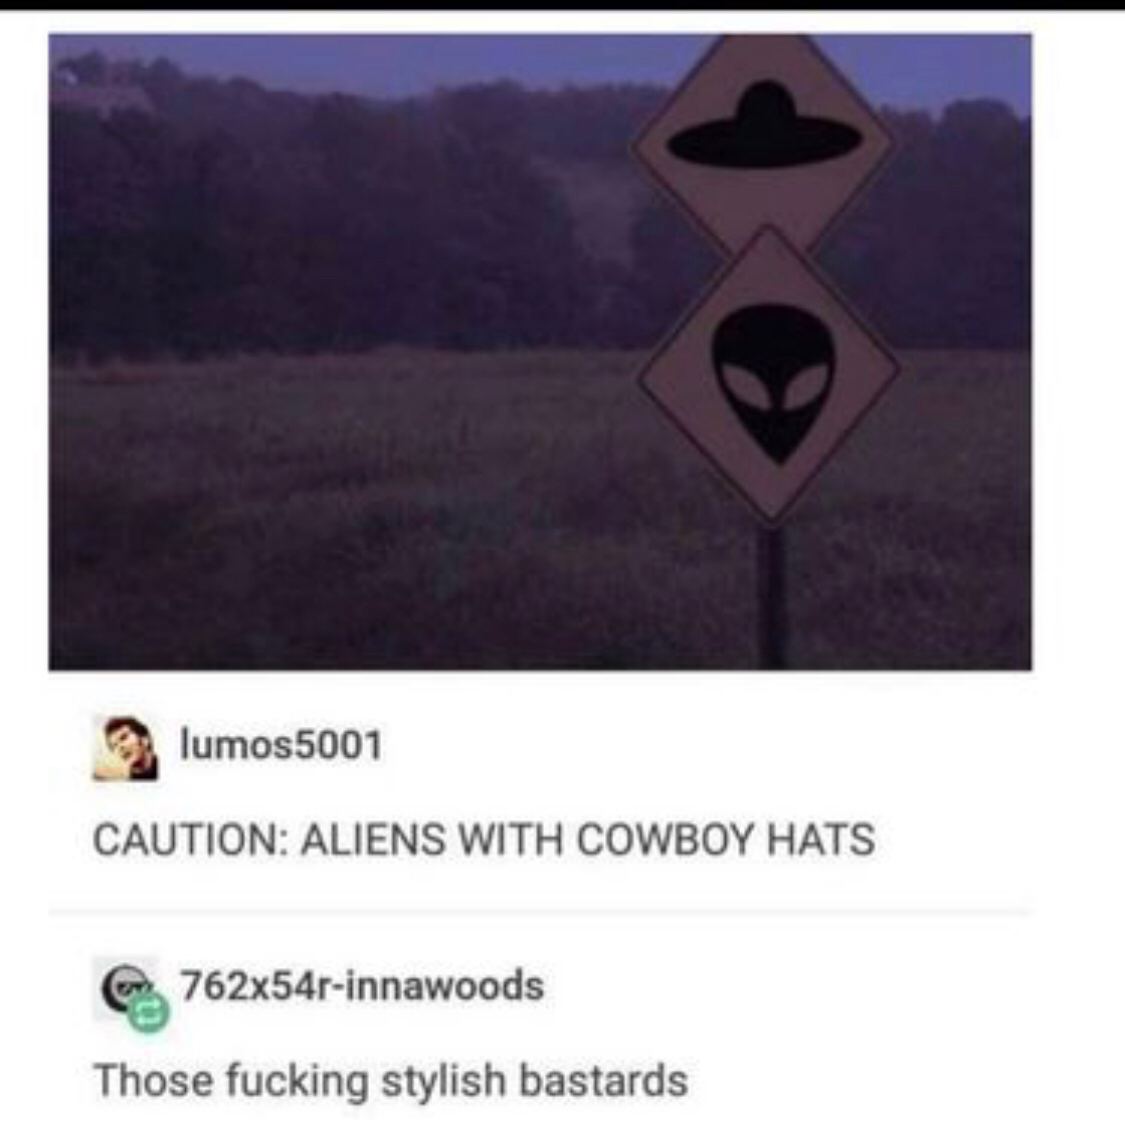 lumos5001
CAUTION: ALIENS WITH COWBOY HATS
762x54r-innawoods
Those fucking stylish bastards